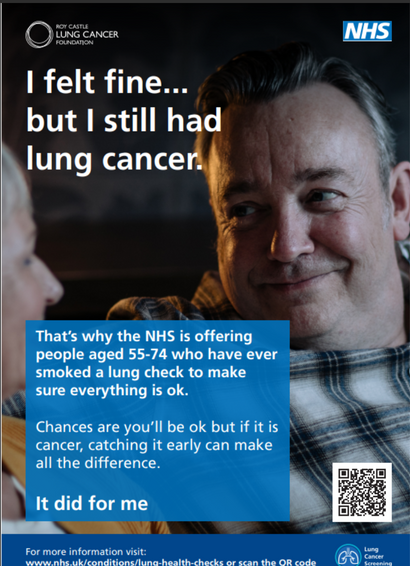 ROY CASTLE
LUNG CANCER
FOUNDATION
NHS
I felt fine...
but I still had
lung cancer.
That's why the NHS is offering
people aged 55-74 who have ever
smoked a lung check to make
sure everything is ok.
Chances are you'll be ok but if it is
cancer, catching it early can make
all the difference.
It did for me
For more information visit:
www.nhs.uk/conditions/lung-health-checks or scan the QR code
Lung
Cancer
Screening